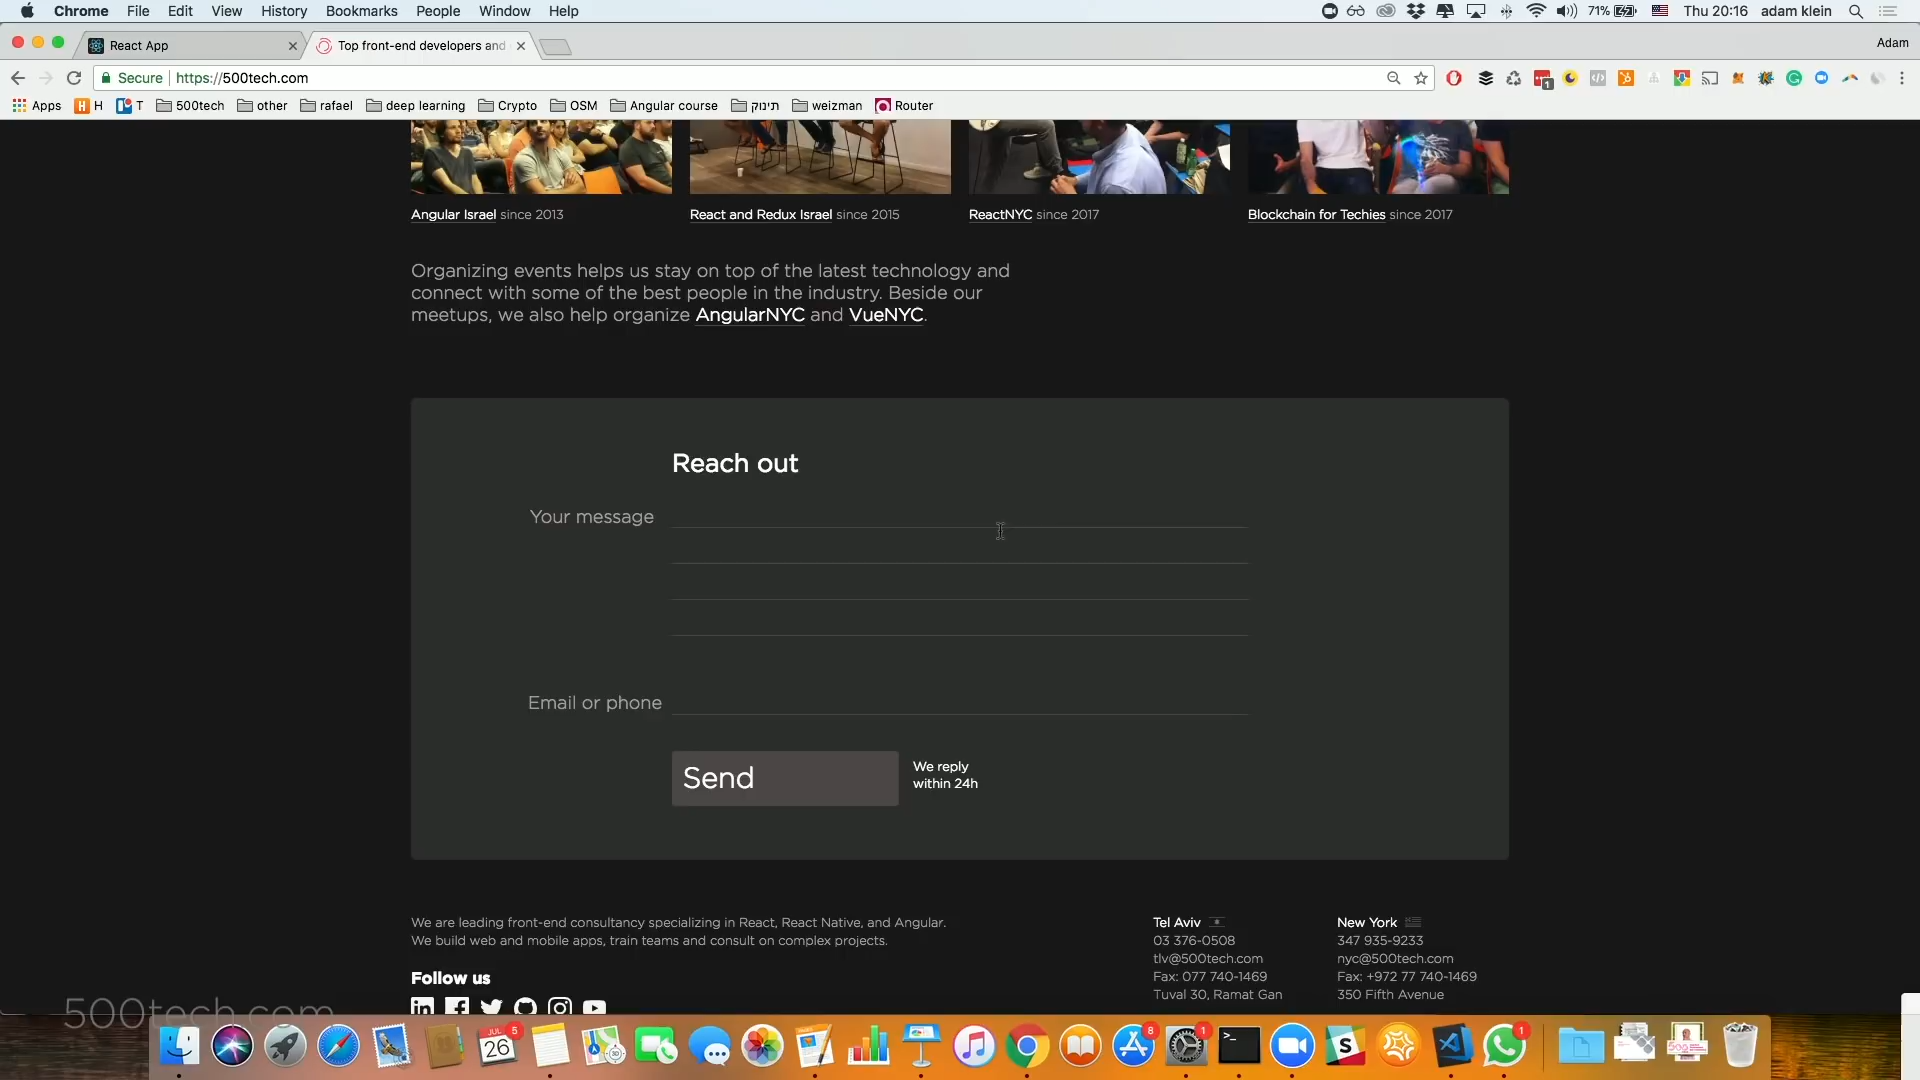 Chrome File Edit View History Bookmarks People Window Help 71% Thu 20:16 adam klein
React App Top front-end developers and Adam
Secure https://500tech.com 1
Apps H T 500tech other rafael deep learning Crypto OSM Angular course תינוק weizman Router
Angular Israel since 2013 React and Redux Israel since 2015 ReactNYC since 2017 Blockchain for Techies since 2017
Organizing events helps us stay on top of the latest technology and
connect with some of the best people in the industry. Beside our
meetups, we also help organize AngularNYC and VueNYC.
Reach out
Your message
Email or phone
Send
We reply
within 24h
We are leading front-end consultancy specializing in React, React Native, and Angular.
We build web and mobile apps, train teams and consult on complex projects.
Follow us
Tel Aviv
03 376-0508
tlv@500tech.com
Fax: 077 740-1469
Tuval 30, Ramat Gan
New York
347 935-9233
nyc@500tech.com
Fax: +972 77 740-1469
350 Fifth Avenue
500tech.com
JUL 26 5 8 1 1